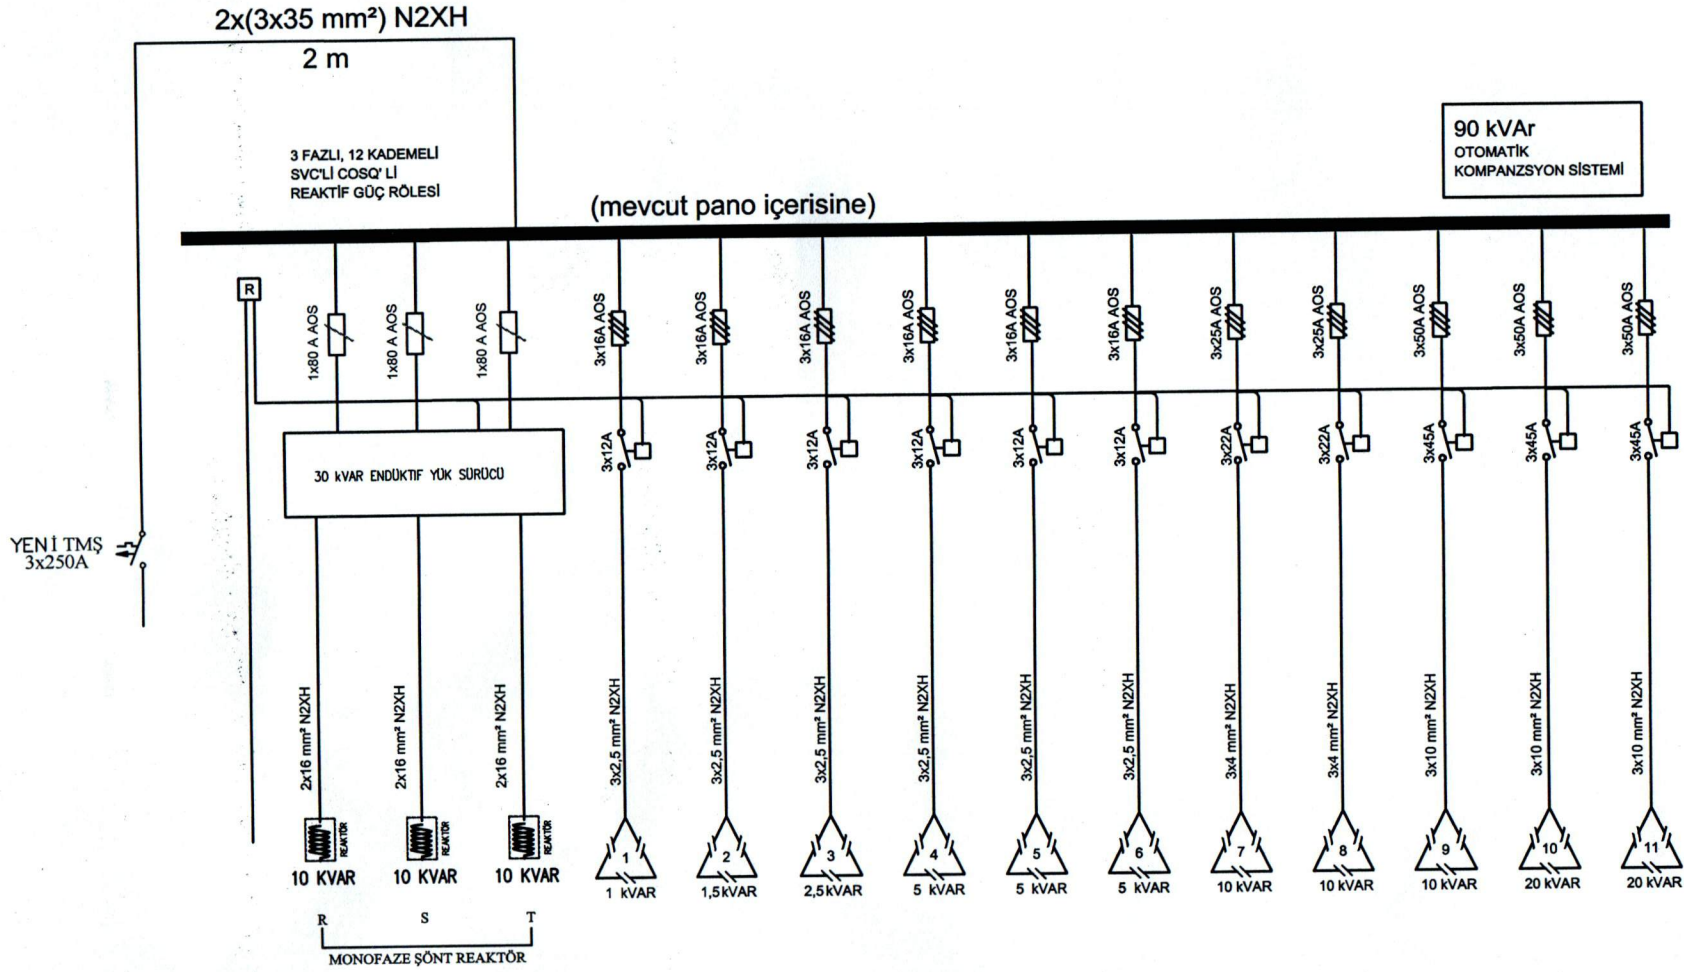 2x(3x35 mm²) N2XH
2 m
3 FAZLI, 12 KADEMELİ
SVC'Lİ COSQ' Lİ
REAKTİF GÜÇ RÖLESİ
(mevcut pano içerisine)
90 kVAr
OTOMATİK
KOMPANZSYON SİSTEMİ
R
1x80 A AOS
1x80 A AOS
1x80 A AOS
3x16A AOS
3x16A AOS
3x16A AOS
3x16A AOS
3x16A AOS
3x16A AOS
3x25A AOS
3x25A AOS
3x50A AOS
3x50A AOS
3x50A AOS
3x12A
3x12A
3x12A
3x12A
3x12A
3x12A
3x22A
3x22A
3x45A
3x45A
3x45A
30 kVAR ENDÜKTIF YÜK SÜRÜCÜ
YENİ TMŞ
3x250A
2x16 mm² N2XH
2x16 mm² N2XH
2x16 mm² N2XH
3x2,5 mm² N2XH
3x2,5 mm² N2XH
3x2,5 mm² N2XH
3x2,5 mm² N2XH
3x2,5 mm² N2XH
3x2,5 mm² N2XH
3x4 mm² N2XH
3x4 mm² N2XH
3x10 mm² N2XH
3x10 mm² N2XH
3x10 mm² N2XH
REAKTÖR
REAKTÖR
REAKTÖR
1
2
3
4
5
6
7
8
9
10
11
10 KVAR
10 KVAR
10 KVAR
1 kVAR
1,5kVAR
2,5kVAR
5 kVAR
5 kVAR
5 kVAR
10 kVAR
10 kVAR
10 kVAR
20 kVAR
20 kVAR
R
S
T
MONOFAZE ŞÖNT REAKTÖR